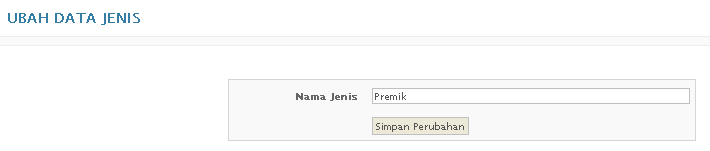 UBAH DATA JENIS
Nama Jenis Premik
Simpan Perubahan